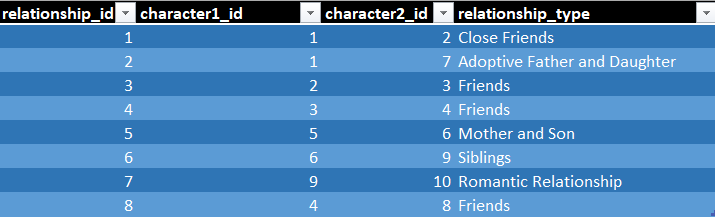 relationship_id character1_id character2_id relationship_type
1 1 2 Close Friends
2 1 7 Adoptive Father and Daughter
3 2 3 Friends
4 3 4 Friends
5 5 6 Mother and Son
6 6 9 Siblings
7 9 10 Romantic Relationship
8 4 8 Friends